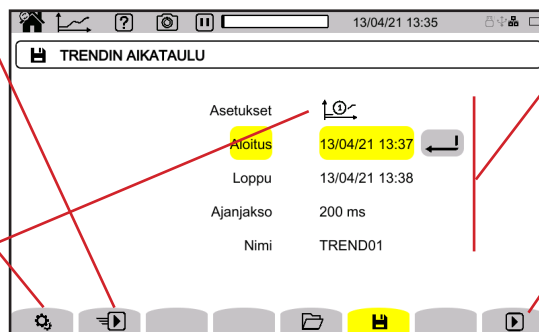 ? 13/04/21 13:35
TRENDIN AIKATAULU
Asetukset 1
Aloitus 13/04/21 13:37
Loppu 13/04/21 13:38
Ajanjakso 200 ms
Nimi TREND01